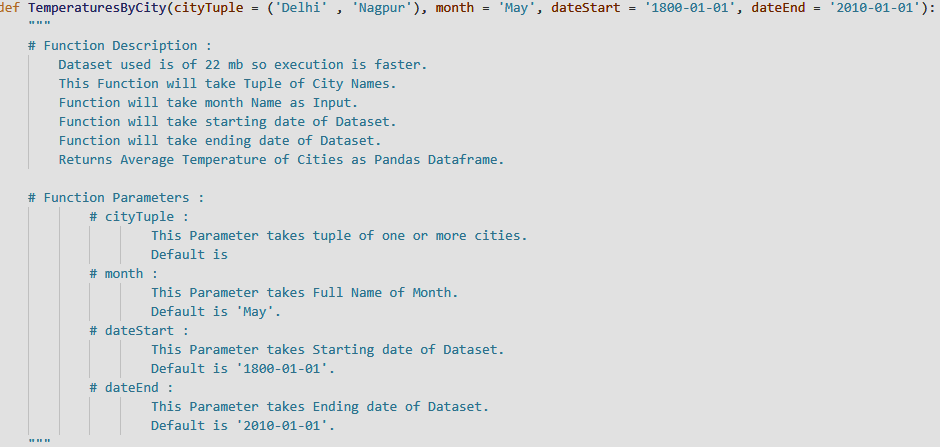 def TemperaturesByCity(cityTuple = ('Delhi' , 'Nagpur'), month = 'May', dateStart = '1800-01-01', dateEnd = '2010-01-01'):
"""
# Function Description :
Dataset used is of 22 mb so execution is faster.
This Function will take Tuple of City Names.
Function will take month Name as Input.
Function will take starting date of Dataset.
Function will take ending date of Dataset.
Returns Average Temperature of Cities as Pandas Dataframe.
# Function Parameters :
# cityTuple :
This Parameter takes tuple of one or more cities.
Default is
# month :
This Parameter takes Full Name of Month.
Default is 'May'.
# dateStart :
This Parameter takes Starting date of Dataset.
Default is '1800-01-01'.
# dateEnd :
This Parameter takes Ending date of Dataset.
Default is '2010-01-01'.
"""